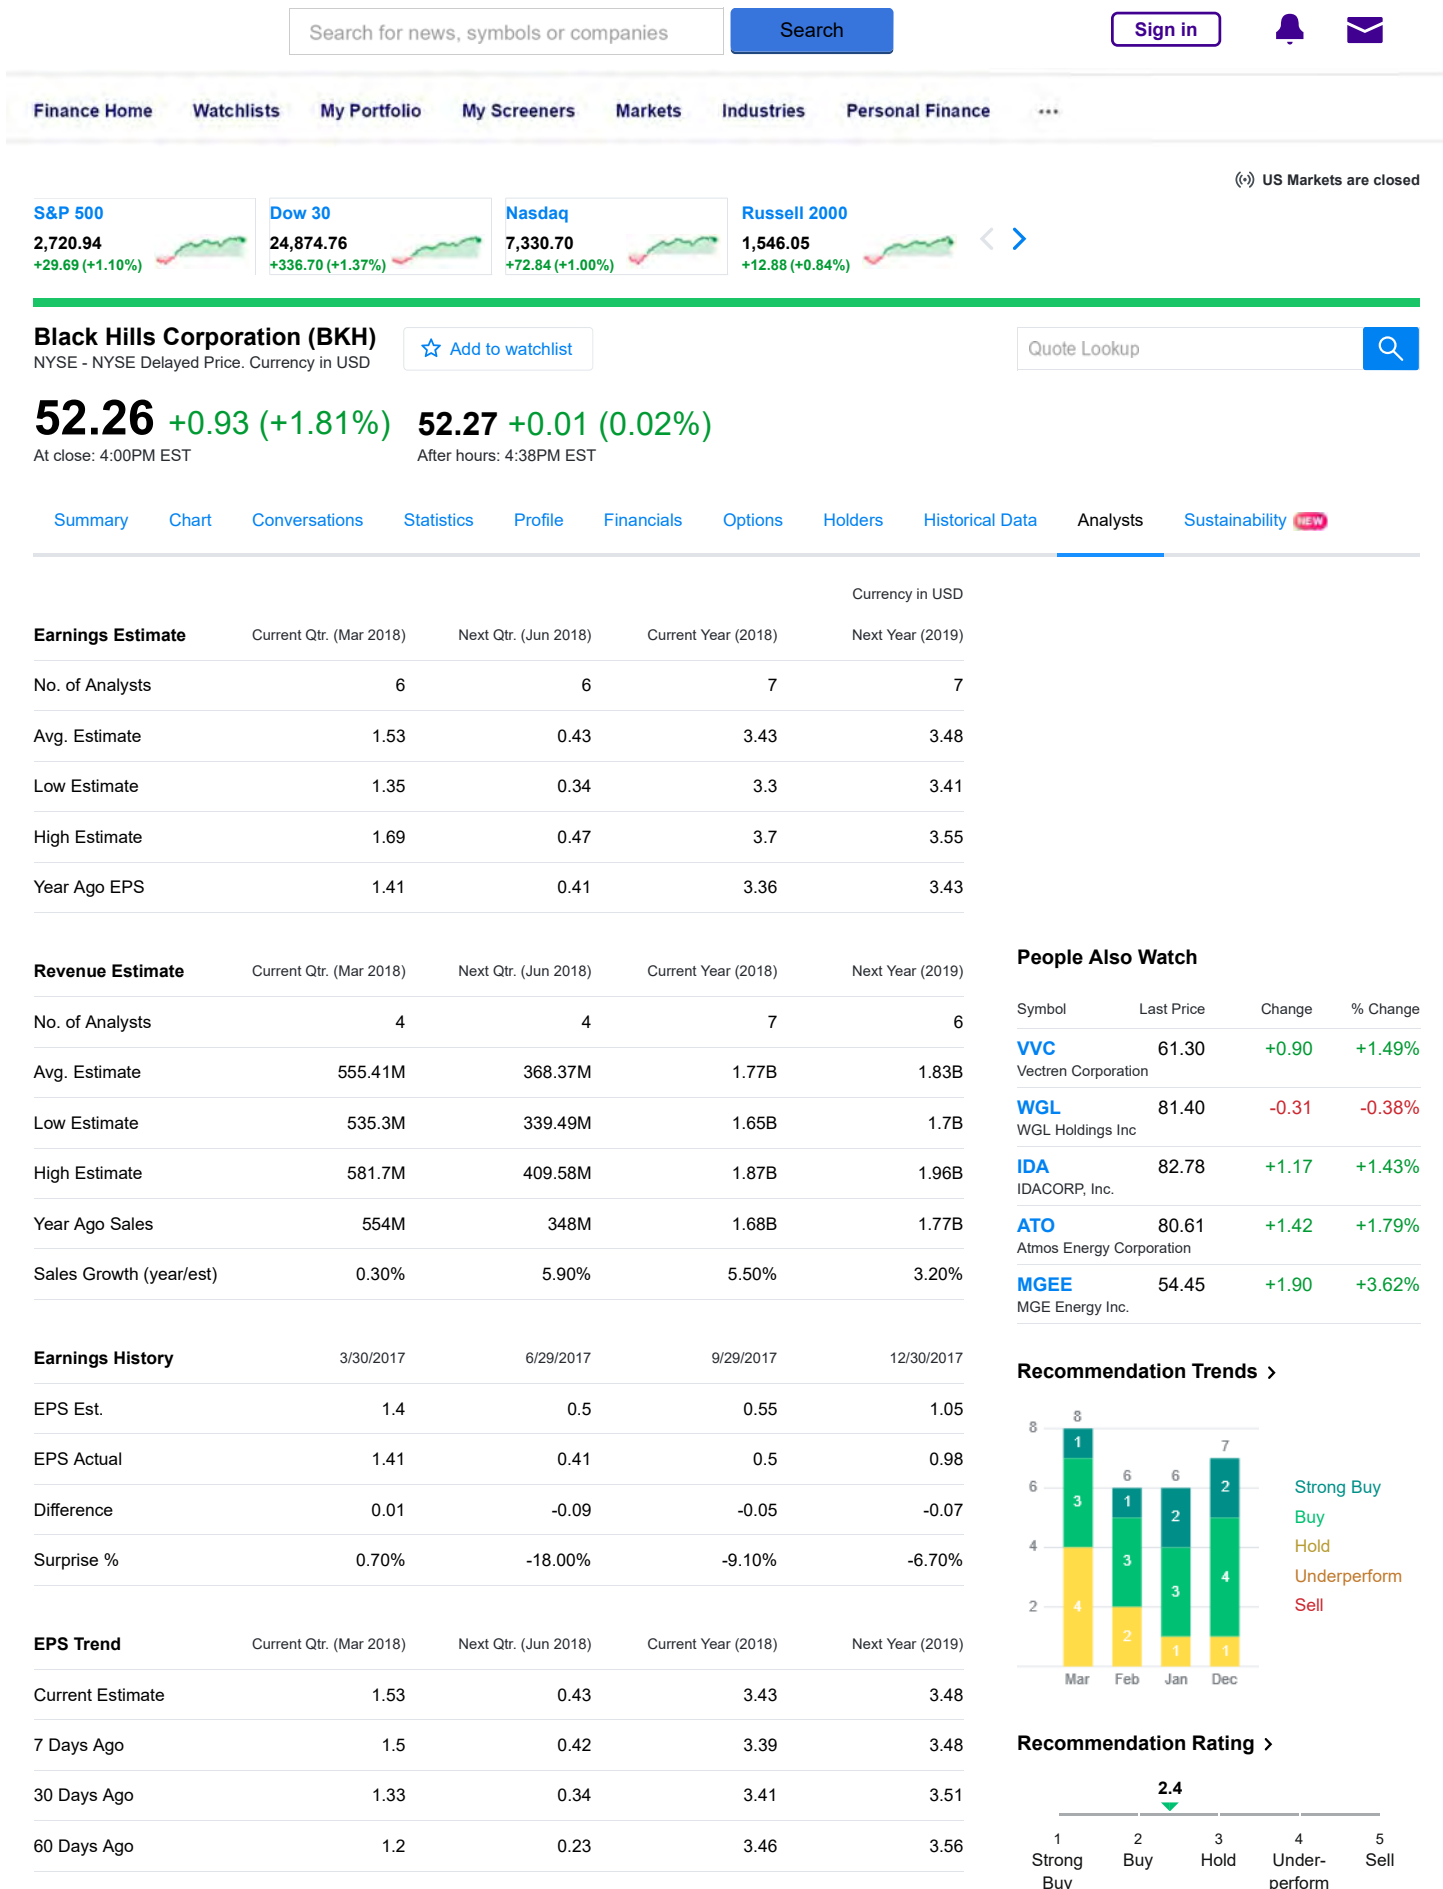 Search for news, symbols or companies Search Sign in
Finance Home Watchlists My Portfolio My Screeners Markets Industries Personal Finance ...
US Markets are closed
S&P 500 Dow 30 Nasdaq Russell 2000
2,720.94 24,874.76 7,330.70 1,546.05
+29.69 (+1.10%) +336.70 (+1.37%) +72.84 (+1.00%) +12.88 (+0.84%)
Black Hills Corporation (BKH) Add to watchlist Quote Lookup
NYSE - NYSE Delayed Price. Currency in USD
52.26 +0.93 (+1.81%) 52.27 +0.01 (0.02%)
At close: 4:00PM EST After hours: 4:38PM EST
Summary Chart Conversations Statistics Profile Financials Options Holders Historical Data Analysts Sustainability NEW
Currency in USD
Earnings Estimate Current Qtr. (Mar 2018) Next Qtr. (Jun 2018) Current Year (2018) Next Year (2019)
No. of Analysts 6 6 7 7
Avg. Estimate 1.53 0.43 3.43 3.48
Low Estimate 1.35 0.34 3.3 3.41
High Estimate 1.69 0.47 3.7 3.55
Year Ago EPS 1.41 0.41 3.36 3.43
Revenue Estimate Current Qtr. (Mar 2018) Next Qtr. (Jun 2018) Current Year (2018) Next Year (2019)
No. of Analysts 4 4 7 6
Avg. Estimate 555.41M 368.37M 1.77B 1.83B
Low Estimate 535.3M 339.49M 1.65B 1.7B
High Estimate 581.7M 409.58M 1.87B 1.96B
Year Ago Sales 554M 348M 1.68B 1.77B
Sales Growth (year/est) 0.30% 5.90% 5.50% 3.20%
Earnings History 3/30/2017 6/29/2017 9/29/2017 12/30/2017
EPS Est. 1.4 0.5 0.55 1.05
EPS Actual 1.41 0.41 0.5 0.98
Difference 0.01 -0.09 -0.05 -0.07
Surprise % 0.70% -18.00% -9.10% -6.70%
EPS Trend Current Qtr. (Mar 2018) Next Qtr. (Jun 2018) Current Year (2018) Next Year (2019)
Current Estimate 1.53 0.43 3.43 3.48
7 Days Ago 1.5 0.42 3.39 3.48
30 Days Ago 1.33 0.34 3.41 3.51
60 Days Ago 1.2 0.23 3.46 3.56
People Also Watch
Symbol Last Price Change % Change
VVC 61.30 +0.90 +1.49%
Vectren Corporation
WGL 81.40 -0.31 -0.38%
WGL Holdings Inc
IDA 82.78 +1.17 +1.43%
IDACORP, Inc.
ATO 80.61 +1.42 +1.79%
Atmos Energy Corporation
MGEE 54.45 +1.90 +3.62%
MGE Energy Inc.
Recommendation Trends
8
8
1
7
6 6 6
2 Strong Buy
3 1
2
Buy
4
3
4
Hold
Underperform
3
2 4
Sell
2
1 1
Mar Feb Jan Dec
Recommendation Rating
2.4
1 2 3 4 5
Strong Buy Hold Under- Sell
Buy perform